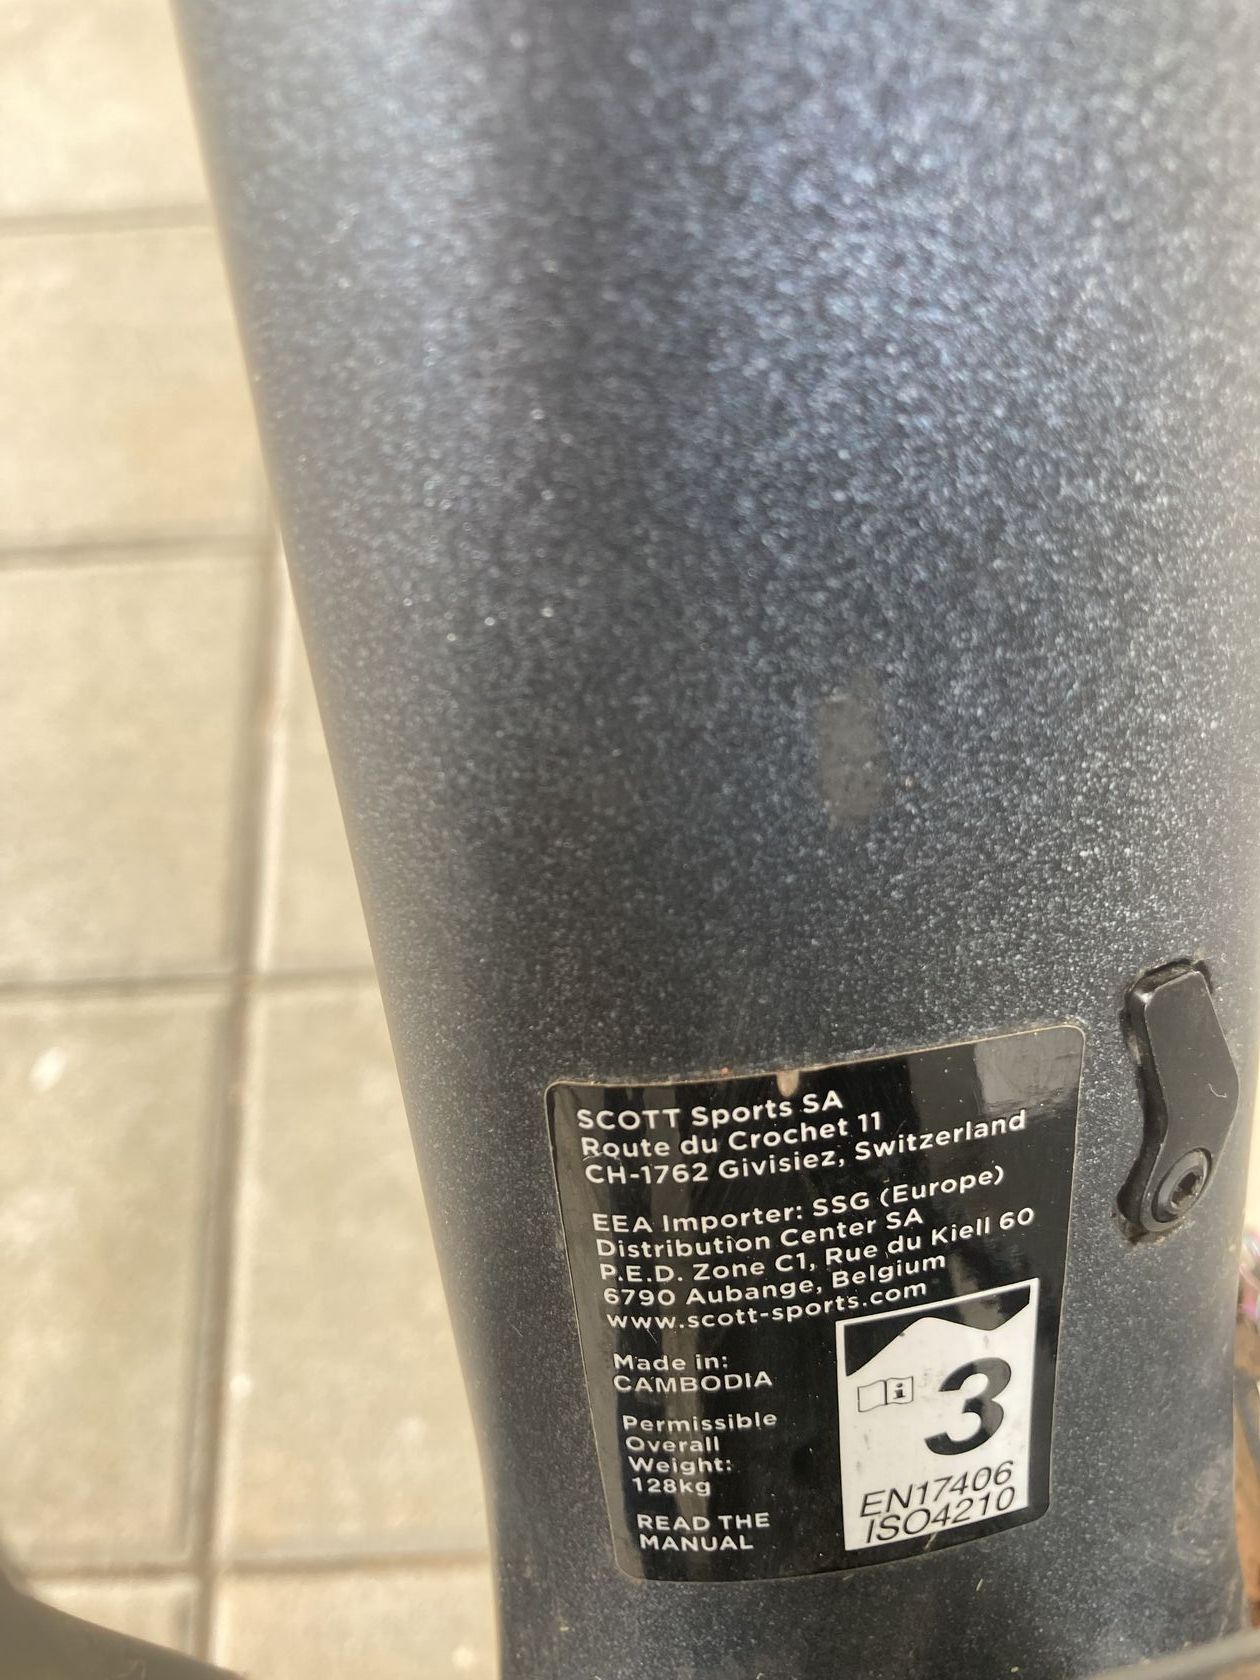 SCOTT Sports SA
Route du Crochet 11
CH-1762 Givisiez, Switzerland
EEA Importer: SSG (Europe)
Distribution Center SA
P.E.D. Zone C1, Rue du Kiell 60
6790 Aubange, Belgium
www.scott-sports.com
Made in:
CAMBODIA
Permissible
Overall
Weight:
128kg
READ THE
MANUAL
i
3
EN17406
ISO4210